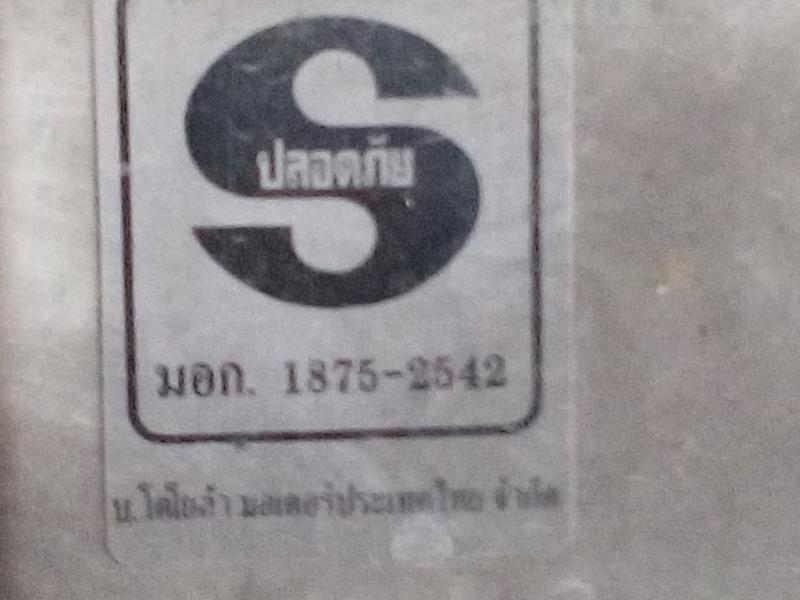 ปลอดภัย
มอก. 1875-2542
บ.โตโยต้า มอเตอร์ประเทศไทย จำกัด